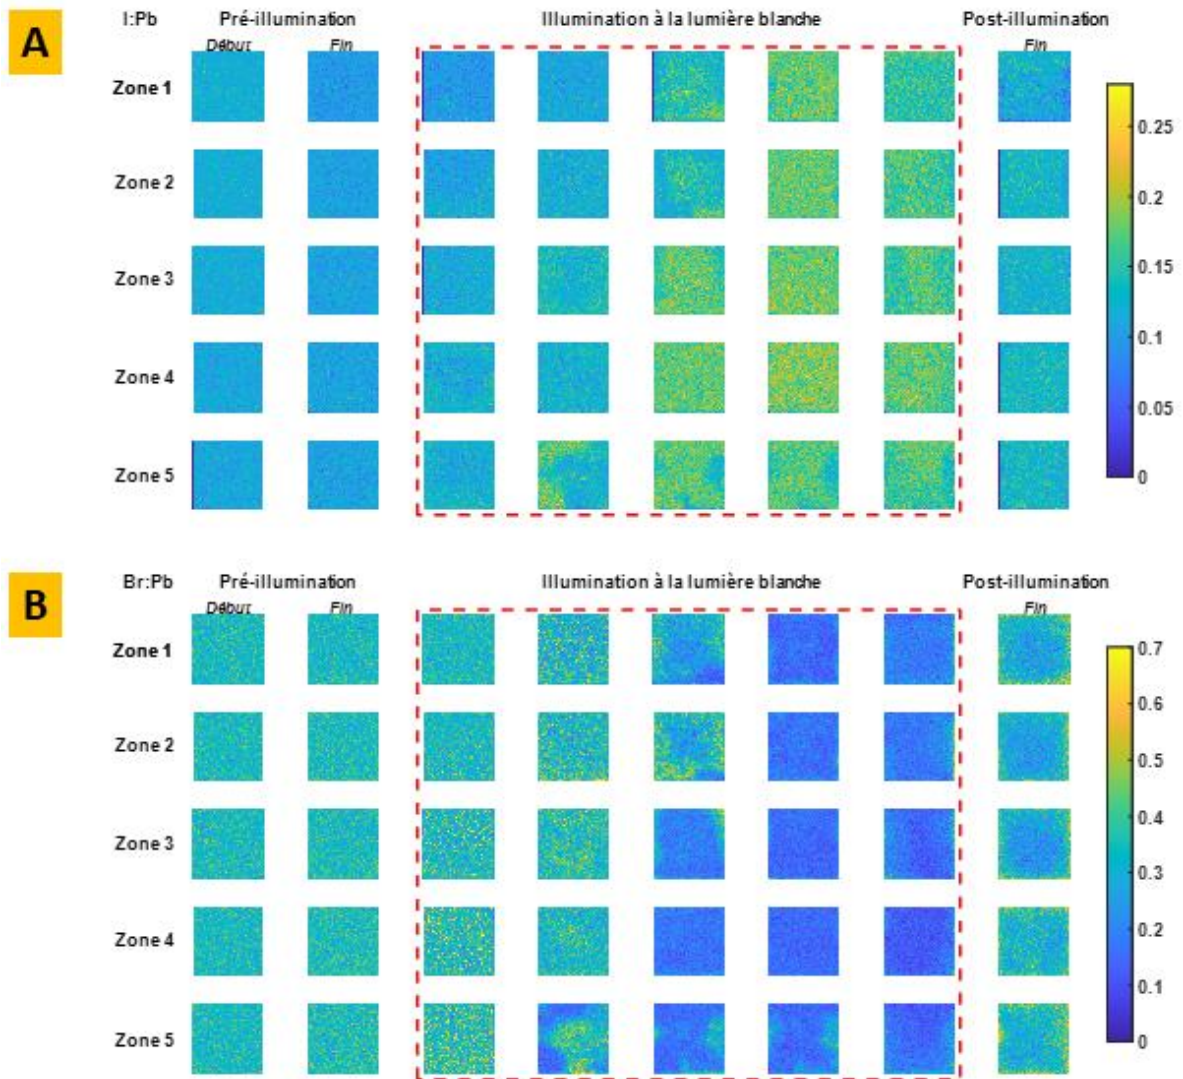 A
I:Pb Pré-illumination Illumination à la lumière blanche Post-illumination
Début Fin Fin
Zone 1
Zone 2
Zone 3
Zone 4
Zone 5
0.25
0.2
0.15
0.1
0.05
0
B
Br:Pb Pré-illumination Illumination à la lumière blanche Post-illumination
Début Fin Fin
Zone 1
Zone 2
Zone 3
Zone 4
Zone 5
0.7
0.6
0.5
0.4
0.3
0.2
0.1
0